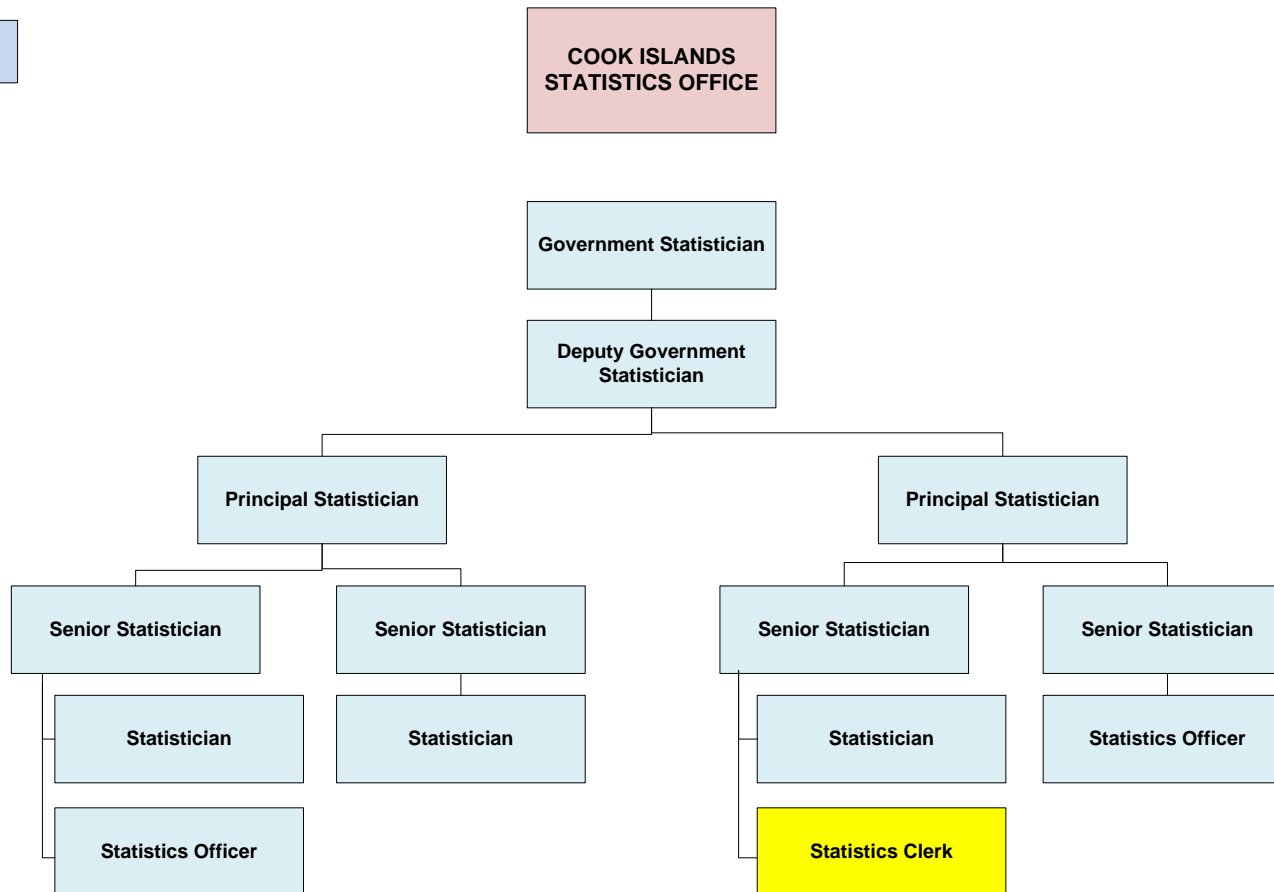 COOK ISLANDS
STATISTICS OFFICE
Government Statistician
Deputy Government
Statistician
Principal Statistician
Principal Statistician
Senior Statistician
Senior Statistician
Senior Statistician
Senior Statistician
Statistician
Statistician
Statistician
Statistics Officer
Statistics Officer
Statistics Clerk